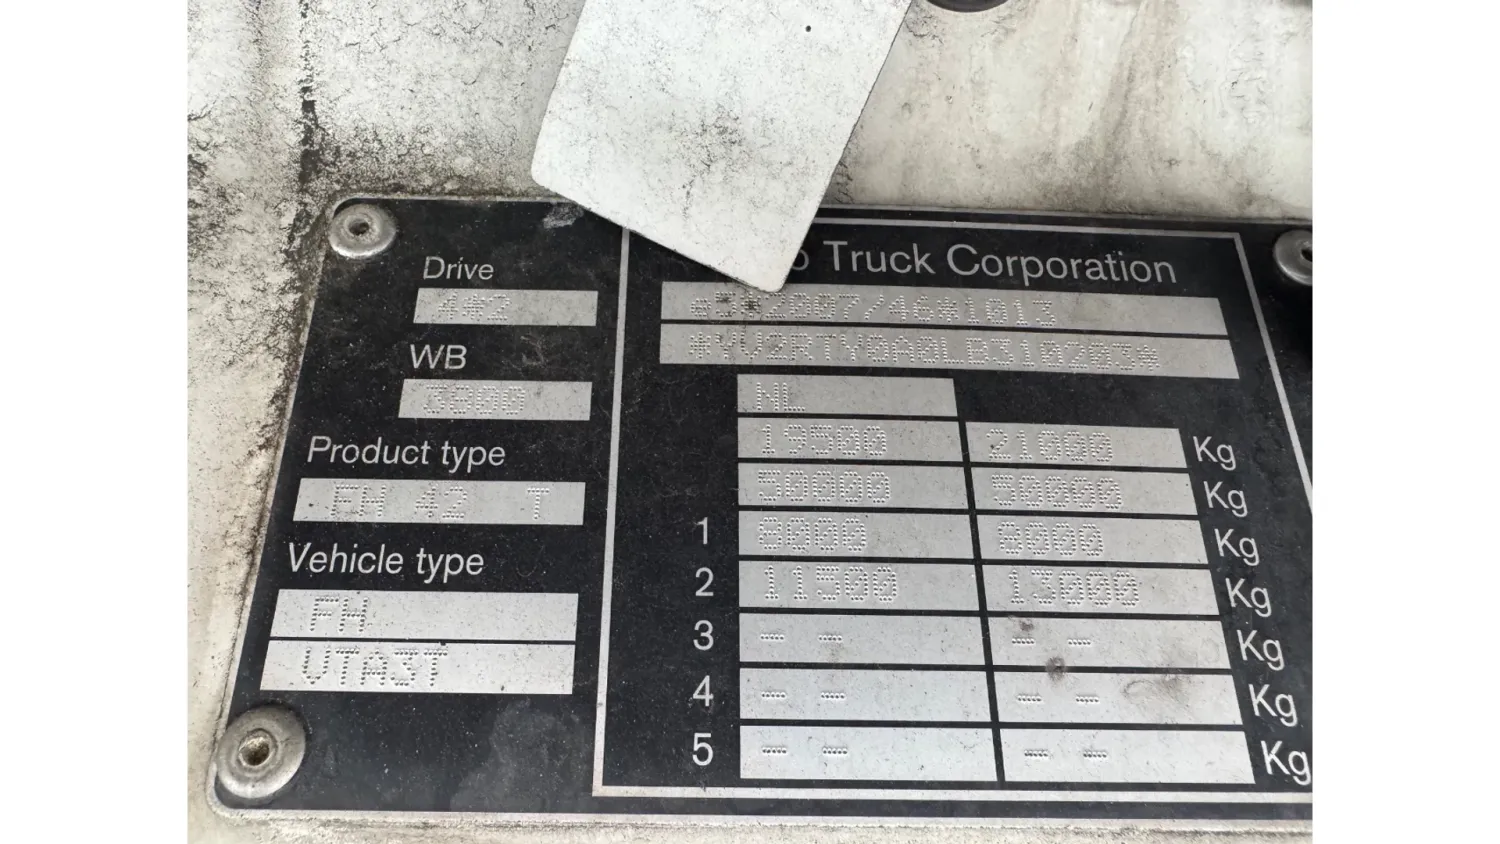 Drive
4*2
WB
3800
Product type
FH 42 T
Vehicle type
FH
VTA3T
Truck Corporation
e5*2007/46*1013
#YV2RTY0A0LB310203#
NL
19500 21000 Kg
50000 50000 Kg
1 8000 8000 Kg
2 11500 13000 Kg
3 -- -- -- -- Kg
4 -- -- -- -- Kg
5 -- -- -- -- Kg